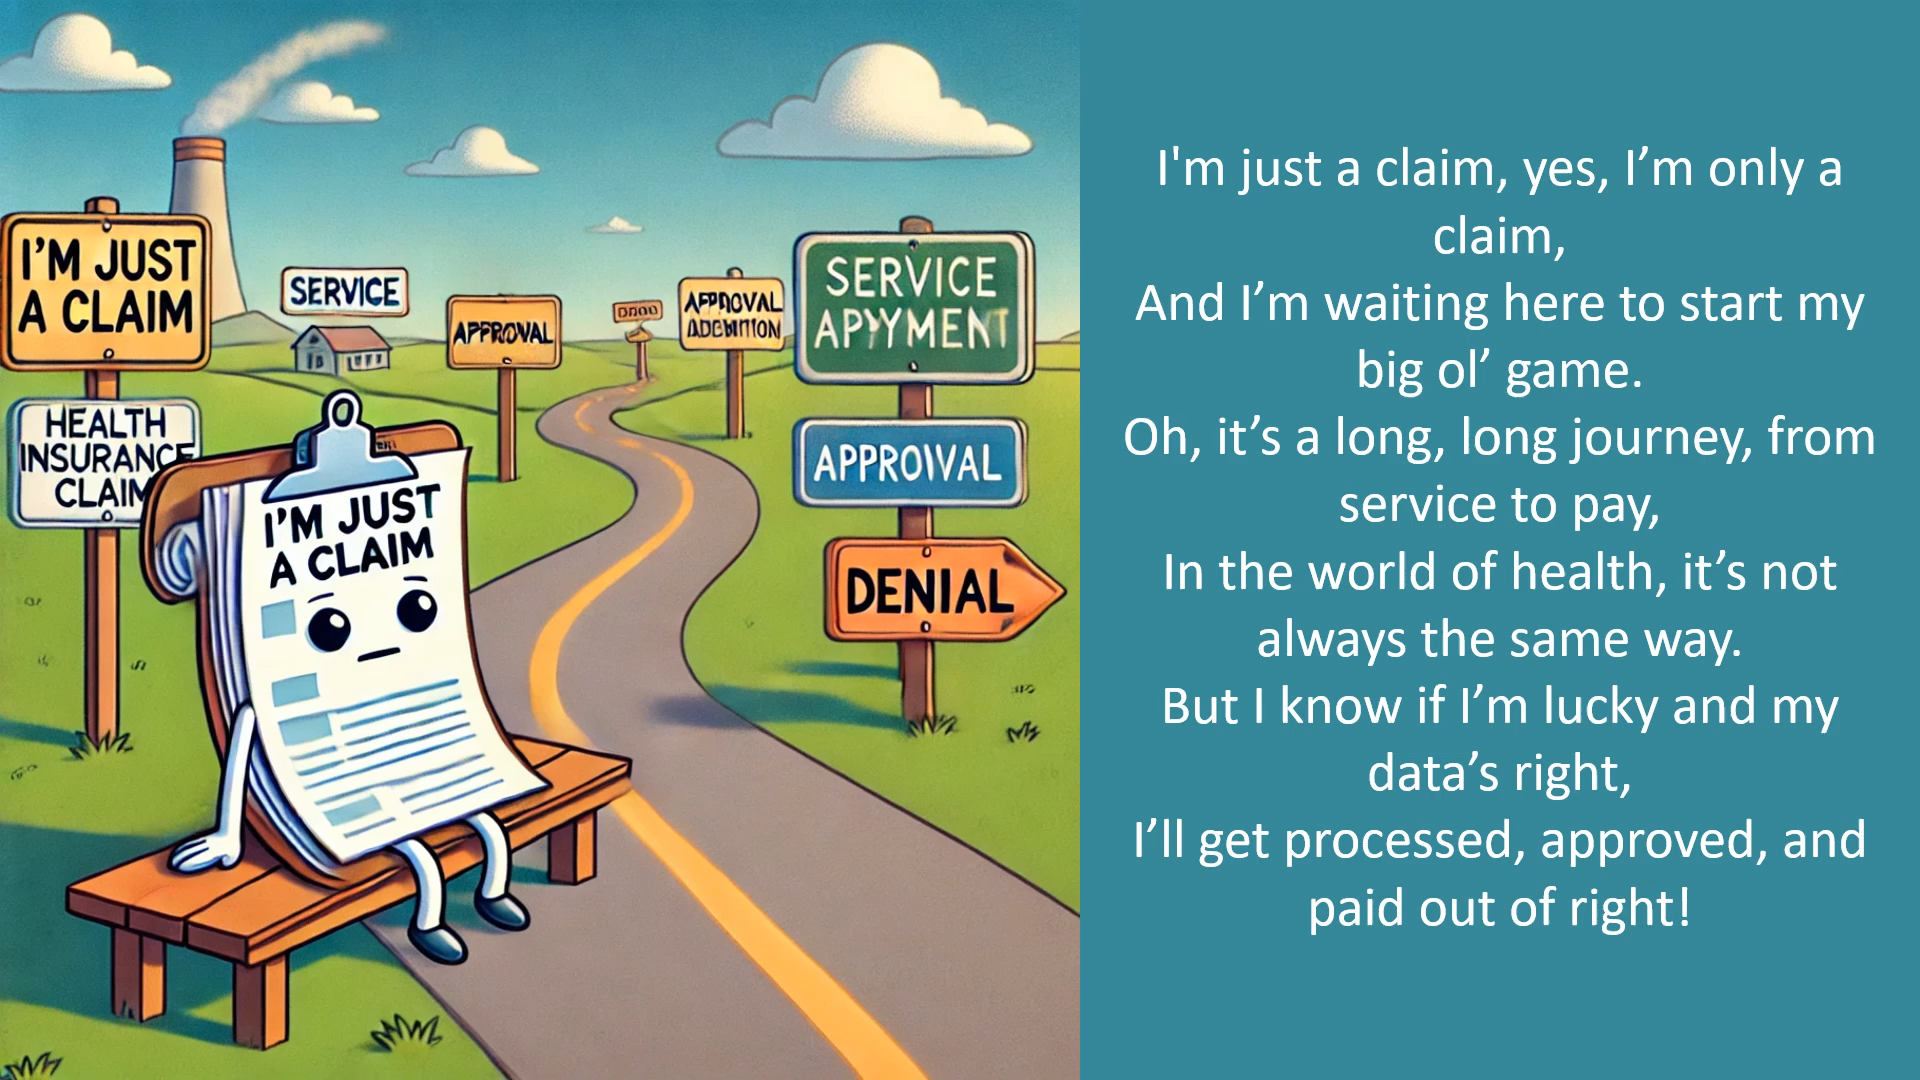 I'M JUST
A CLAIM
HEALTH
INSURANCE
CLAIM
SERVICE
APPROVAL
SERVICE
APPROIVAL
DENIAL
I'M JUST
A CLAIM
I'm just a claim, yes, I’m only a
claim,
And I’m waiting here to start my
big ol’ game.
Oh, it’s a long, long journey, from
service to pay,
In the world of health, it’s not
always the same way.
But I know if I’m lucky and my
data’s right,
I’ll get processed, approved, and
paid out of right!